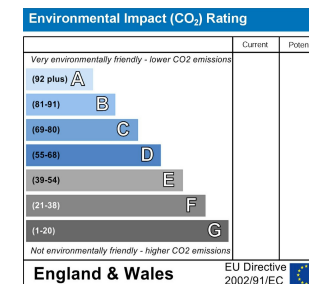 Environmental Impact (CO₂) Rating
Current
Very environmentally friendly - lower CO2 emissions
(92 plus) A
(81-91) B
(69-80) C
(55-68) D
(39-54) E
(21-38) F
(1-20) G
Not environmentally friendly - higher CO2 emissions
England & Wales
EU Directive
2002/91/EC